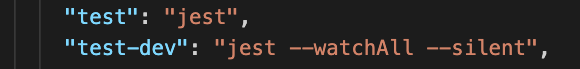 "test": "jest",
"test-dev": "jest --watchAll --silent",